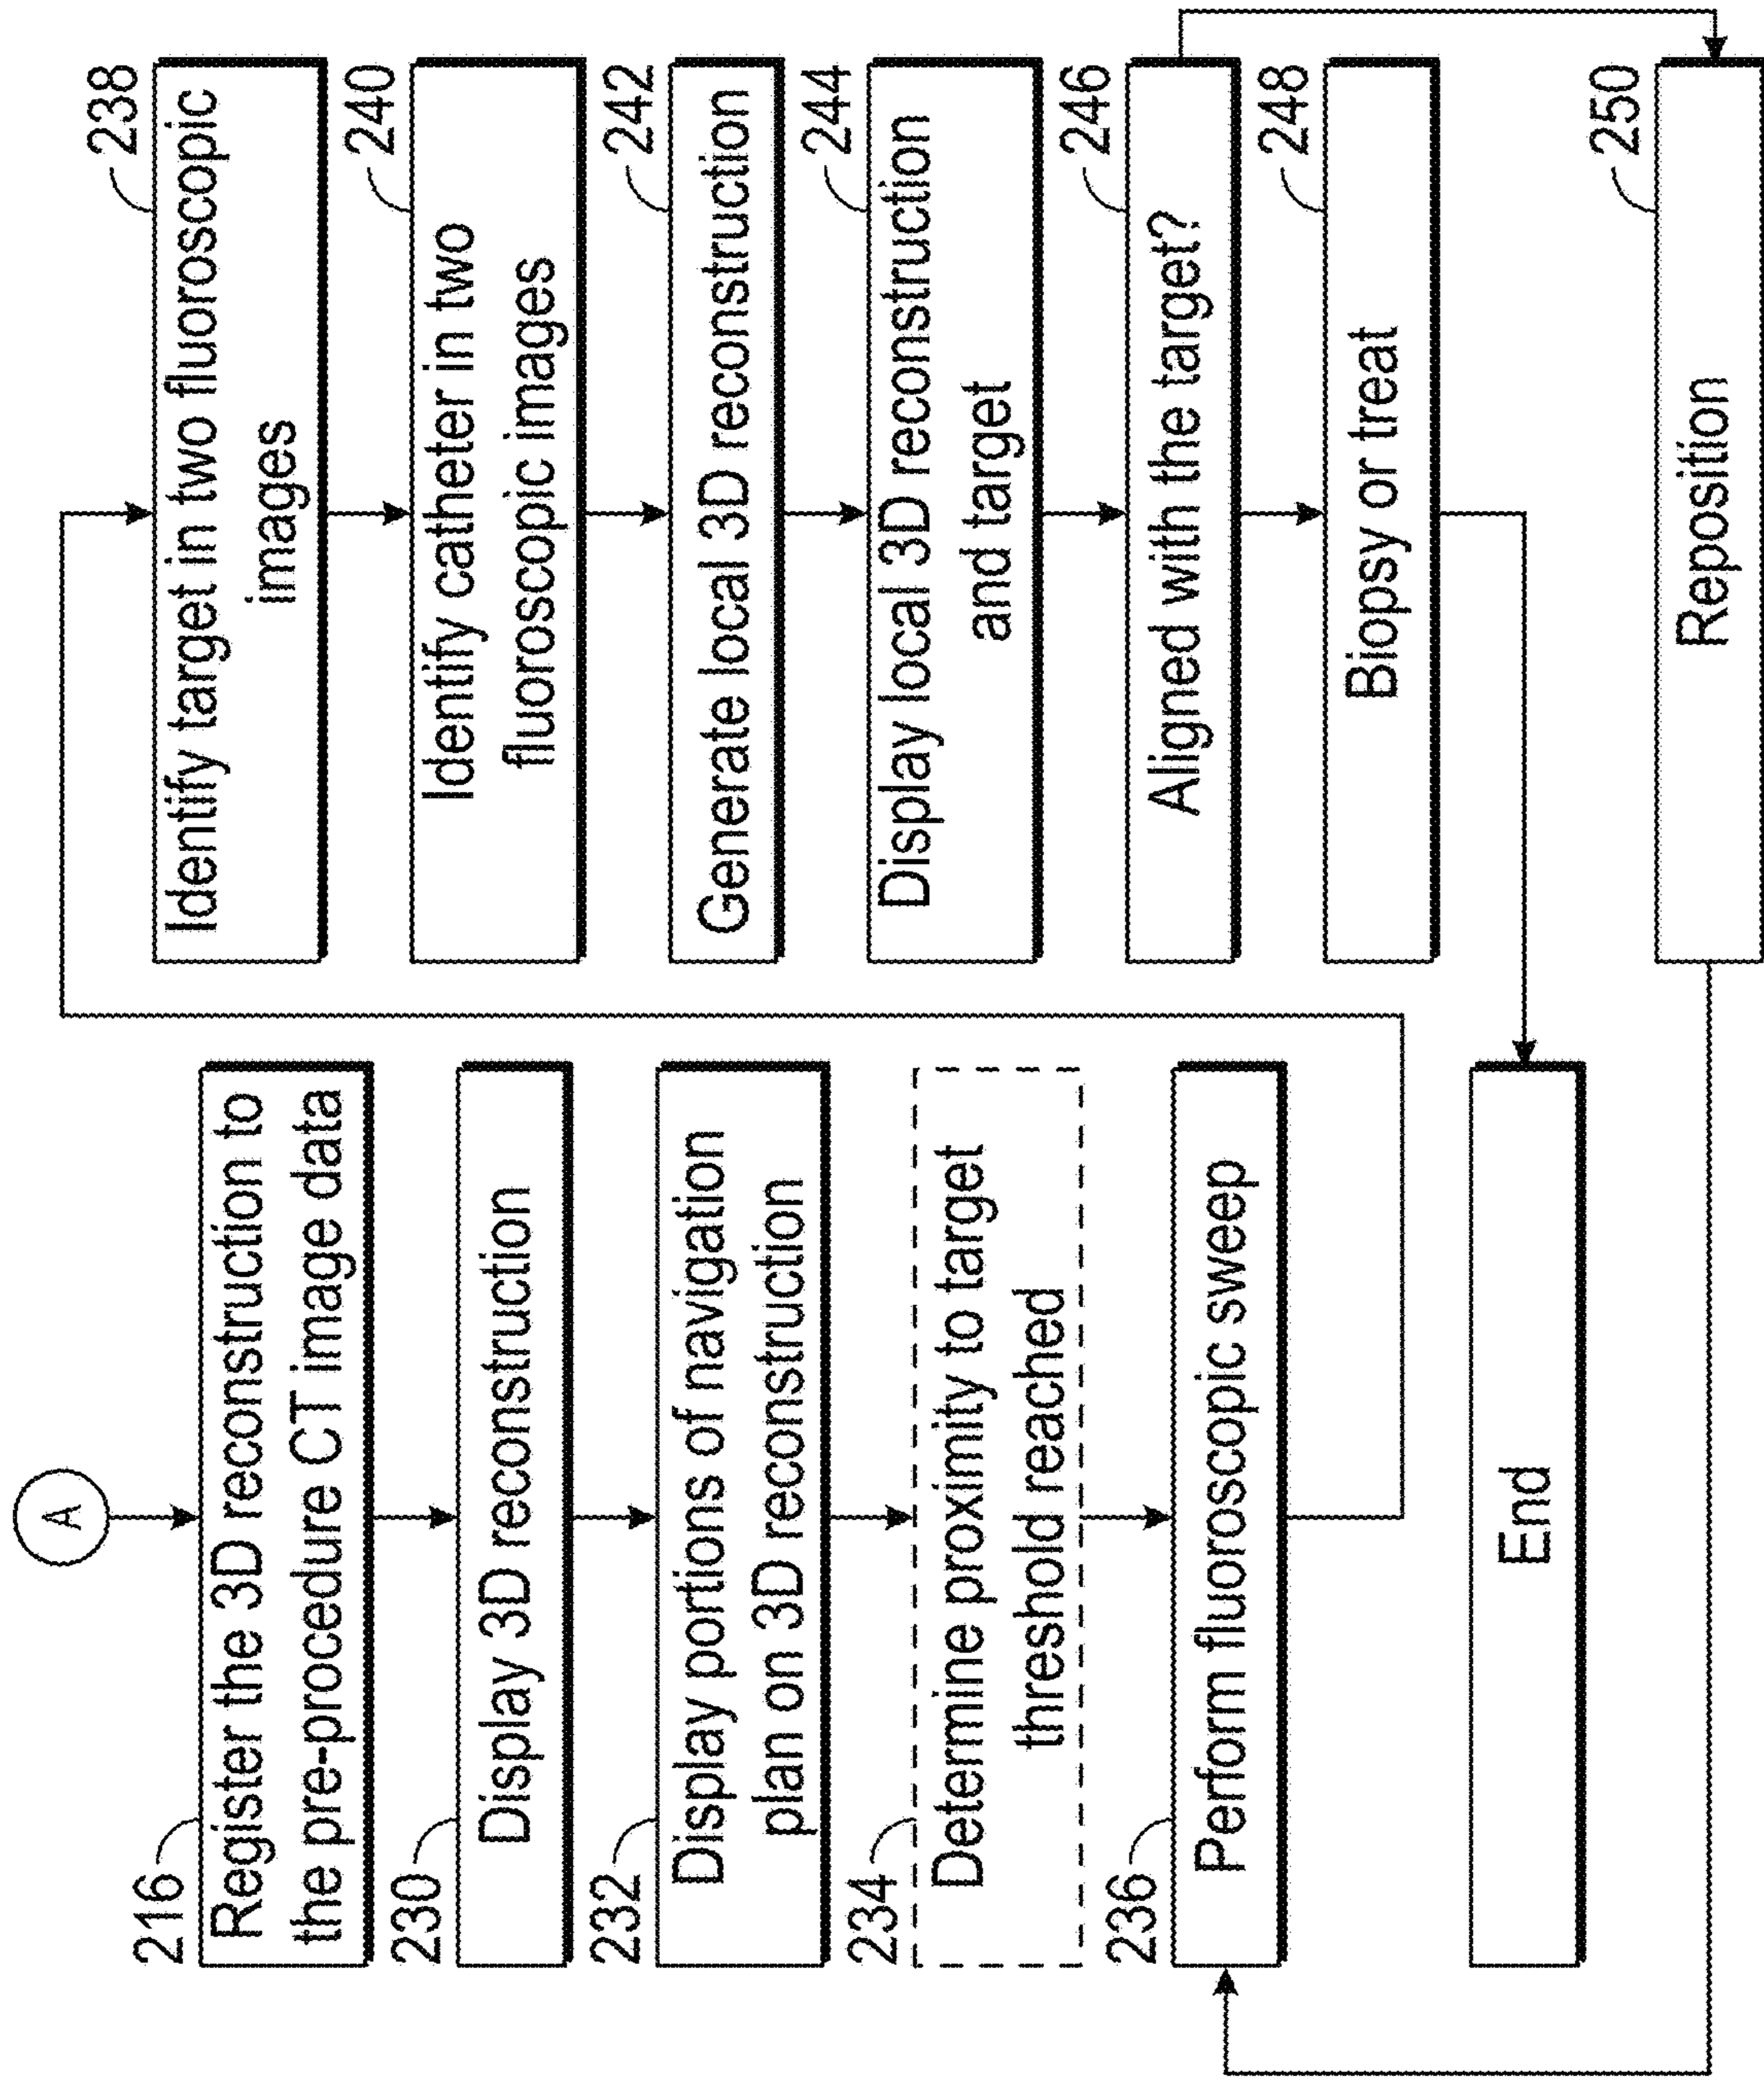 A
216
Register the 3D reconstruction to
the pre-procedure CT image data
230
Display 3D reconstruction
232
Display portions of navigation
plan on 3D reconstruction
234
Determine proximity to target
threshold reached
236
Perform fluoroscopic sweep
End
238
Identify target in two fluoroscopic
images
240
Identify catheter in two
fluoroscopic images
242
Generate local 3D reconstruction
244
Display local 3D reconstruction
and target
246
Aligned with the target?
248
Biopsy or treat
250
Reposition